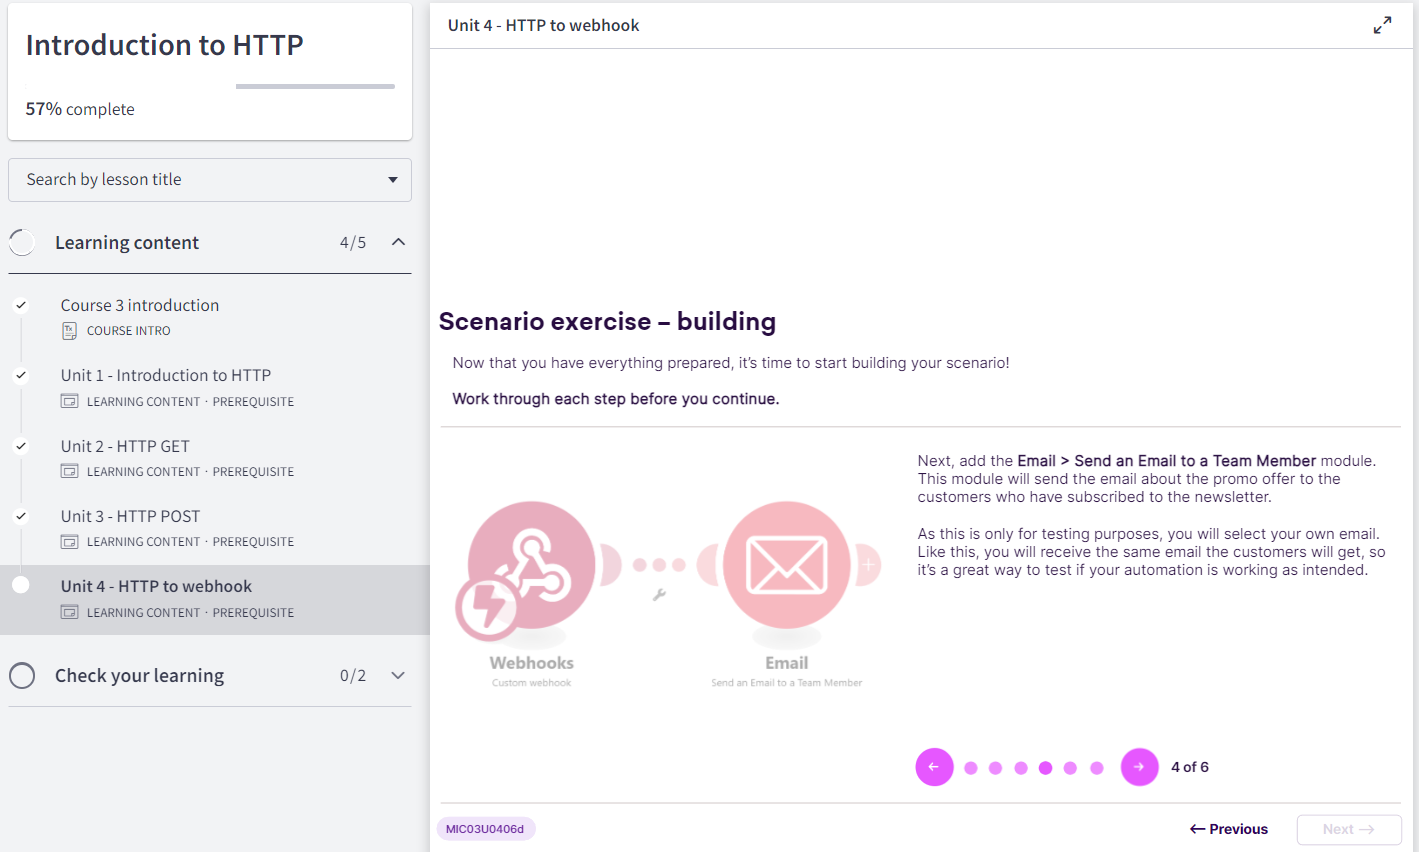 Introduction to HTTP
57% complete
Search by lesson title
Learning content 4/5
Course 3 introduction
COURSE INTRO
Unit 1 - Introduction to HTTP
LEARNING CONTENT · PREREQUISITE
Unit 2 - HTTP GET
LEARNING CONTENT · PREREQUISITE
Unit 3 - HTTP POST
LEARNING CONTENT · PREREQUISITE
Unit 4 - HTTP to webhook
LEARNING CONTENT · PREREQUISITE
Check your learning 0/2
Unit 4 - HTTP to webhook
Scenario exercise – building
Now that you have everything prepared, it's time to start building your scenario!
Work through each step before you continue.
Webhooks
Custom webhook
Email
Send an Email to a Team Member
Next, add the Email > Send an Email to a Team Member module.
This module will send the email about the promo offer to the
customers who have subscribed to the newsletter.
As this is only for testing purposes, you will select your own email.
Like this, you will receive the same email the customers will get, so
it's a great way to test if your automation is working as intended.
4 of 6
MIC03U0406d
← Previous
Next →